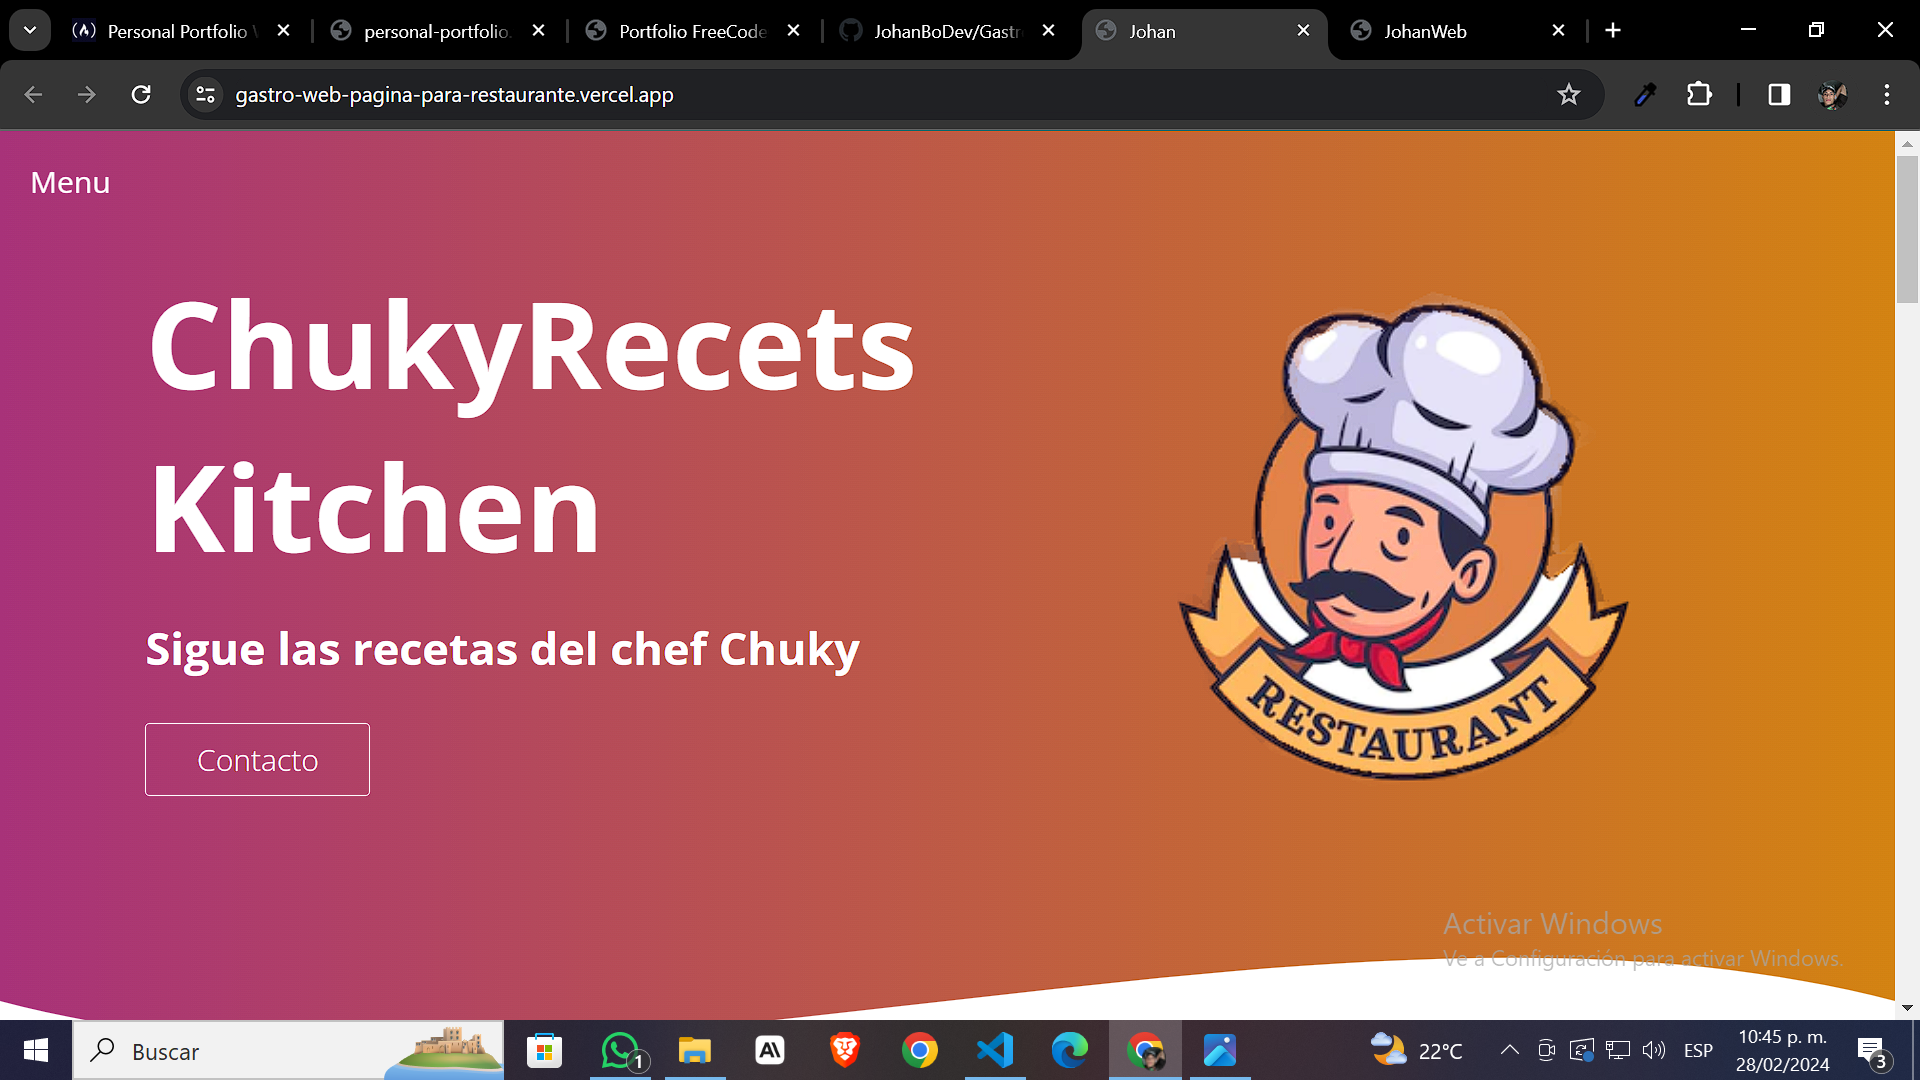 Personal Portfolio
personal-portfolio.
Portfolio FreeCode
JohanBoDev/Gastr
Johan
JohanWeb
gastro-web-pagina-para-restaurante.vercel.app
Menu
ChukyRecets
Kitchen
Sigue las recetas del chef Chuky
Contacto
RESTAURANT
Activar Windows
Ve a Configuración para activar Windows.
Buscar
1
22°C
ESP
10:45 p. m.
28/02/2024
3